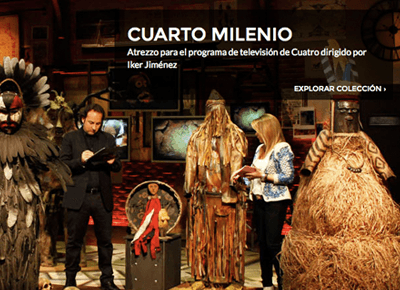 CUARTO MILENIO
Atrezzo para el programa de televisión de Cuatro dirigido por
Iker Jiménez
EXPLORAR COLECCIÓN ›